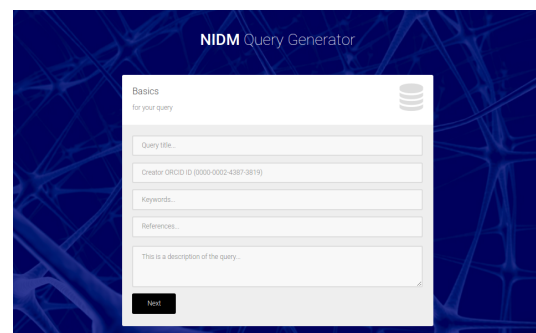 NIDM Query Generator
Basics
for your query
Query title...
Creator ORCID ID (0000-0002-4387-3819)
Keywords...
References...
This is a description of the query...
Next